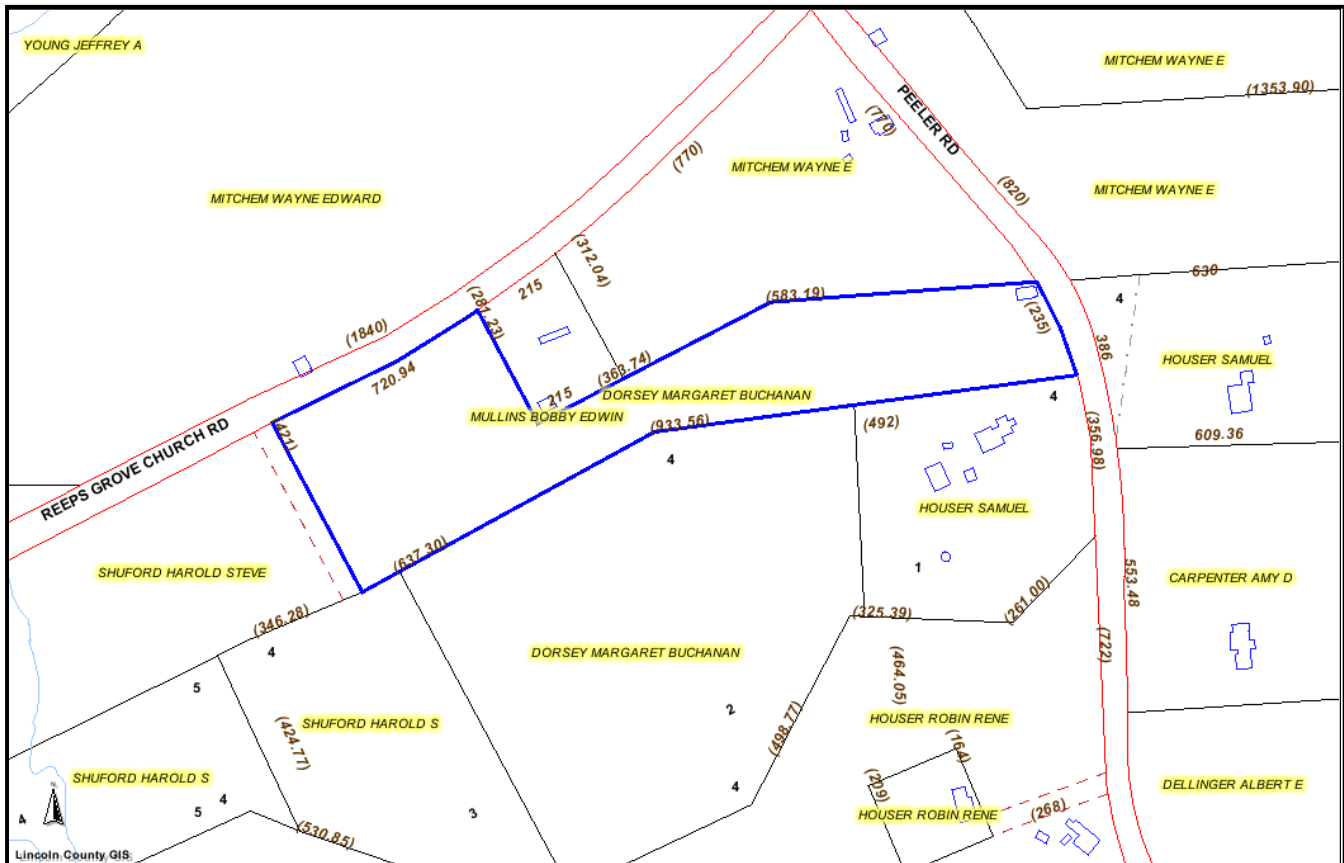 YOUNG JEFFREY A
MITCHEM WAYNE E
(1353.90)
PEELER RD
(770)
(770)
MITCHEM WAYNE E
(820)
MITCHEM WAYNE E
MITCHEM WAYNE EDWARD
(312.04)
630
215
(281.23)
(583.19)
4
(235)
(1840)
386
HOUSER SAMUEL
720.94
(363.74)
215
DORSEY MARGARET BUCHANAN
MULLINS BOBBY EDWIN
4
(933.56)
(492)
(421)
REEPS GROVE CHURCH RD
(356.98)
609.36
4
HOUSER SAMUEL
(637.30)
1
SHUFORD HAROLD STEVE
553.48
CARPENTER AMY D
(346.28)
(325.39)
(261.00)
4
DORSEY MARGARET BUCHANAN
(722)
5
(464.05)
2
SHUFORD HAROLD S
HOUSER ROBIN RENE
(424.77)
(498.77)
(164)
SHUFORD HAROLD S
4
(209)
DELLINGER ALBERT E
N
4
5
4
3
HOUSER ROBIN RENE
(268)
(530.85)
Lincoln County GIS